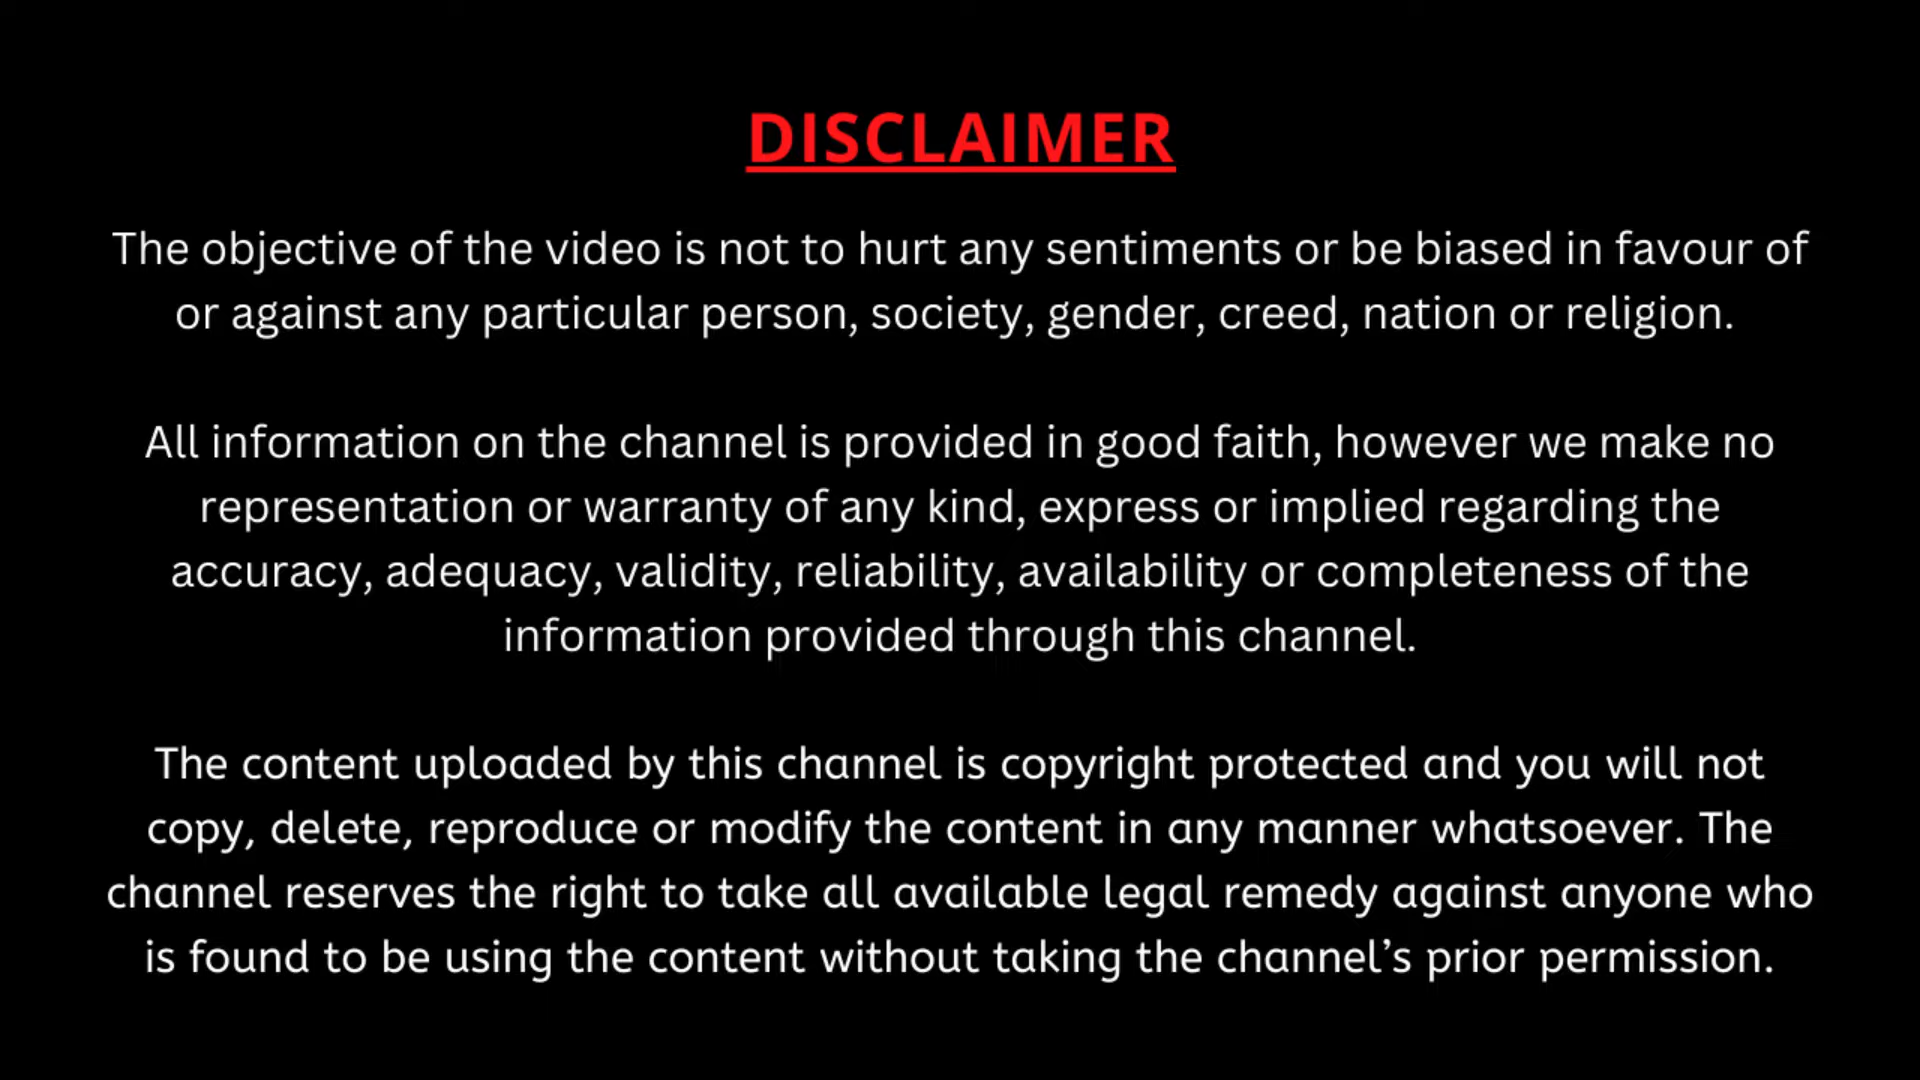 DISCLAIMER
The objective of the video is not to hurt any sentiments or be biased in favour of
or against any particular person, society, gender, creed, nation or religion.
All information on the channel is provided in good faith, however we make no
representation or warranty of any kind, express or implied regarding the
accuracy, adequacy, validity, reliability, availability or completeness of the
information provided through this channel.
The content uploaded by this channel is copyright protected and you will not
copy, delete, reproduce or modify the content in any manner whatsoever. The
channel reserves the right to take all available legal remedy against anyone who
is found to be using the content without taking the channel’s prior permission.